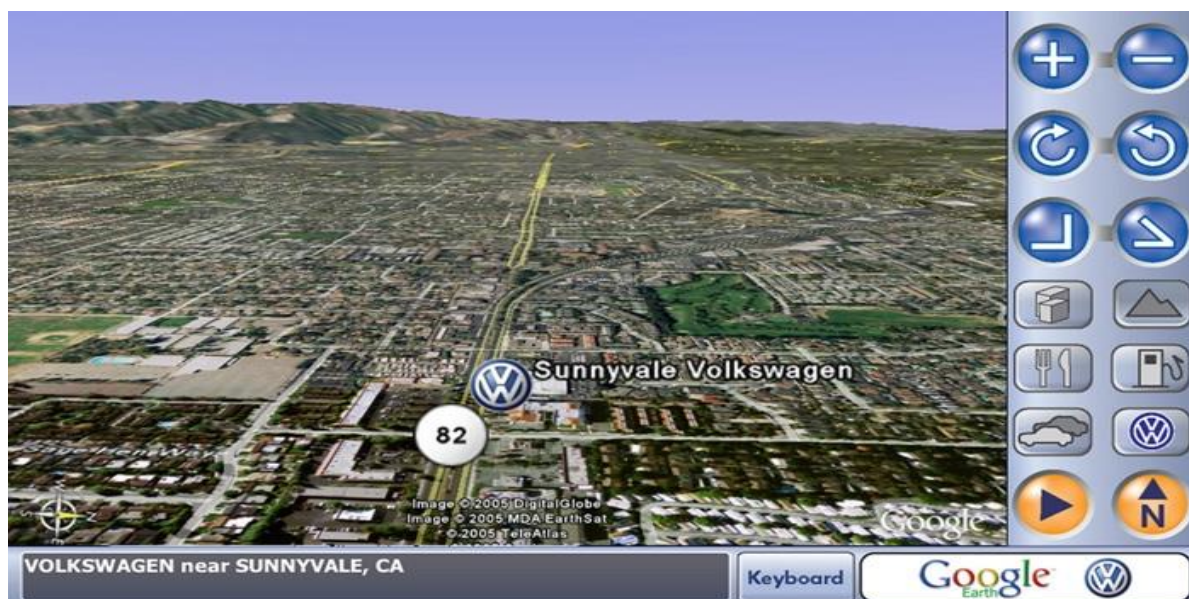 Sunnyvale Volkswagen
82
Image © 2005 DigitalGlobe
Image © 2005 MDA EarthSat
© 2005 TeleAtlas
Google
N
VOLKSWAGEN near SUNNYVALE, CA
Keyboard
Google
Earth